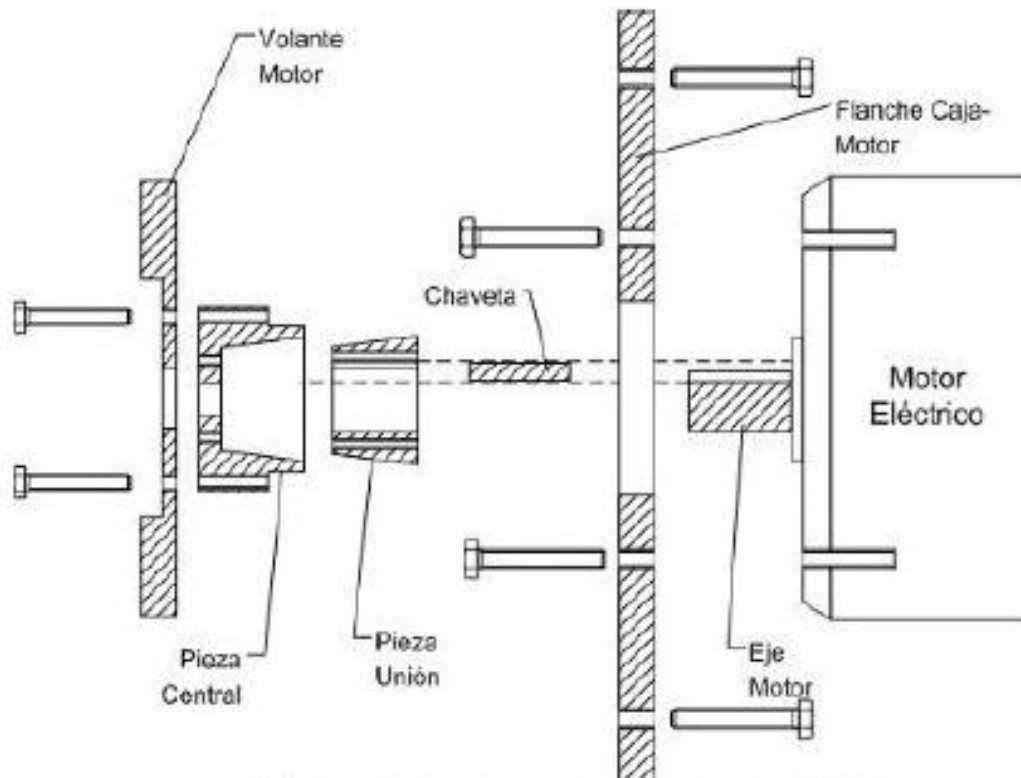 Volante
Motor
Flanche Caja-
Motor
Chaveta
Motor
Eléctrico
Pieza
Central
Pieza
Unión
Eje
Motor